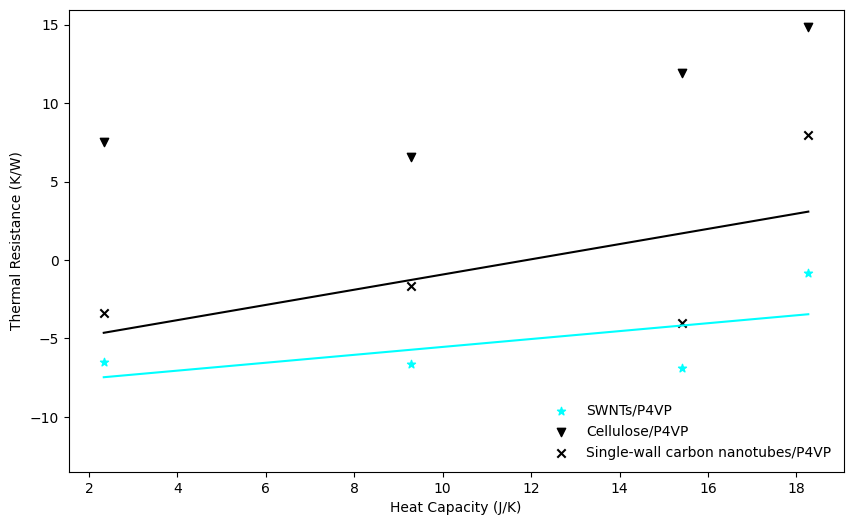 15
10
5
0
−5
−10
Thermal Resistance (K/W)
SWNTs/P4VP
Cellulose/P4VP
Single-wall carbon nanotubes/P4VP
2 4 6 8 10 12 14 16 18
Heat Capacity (J/K)